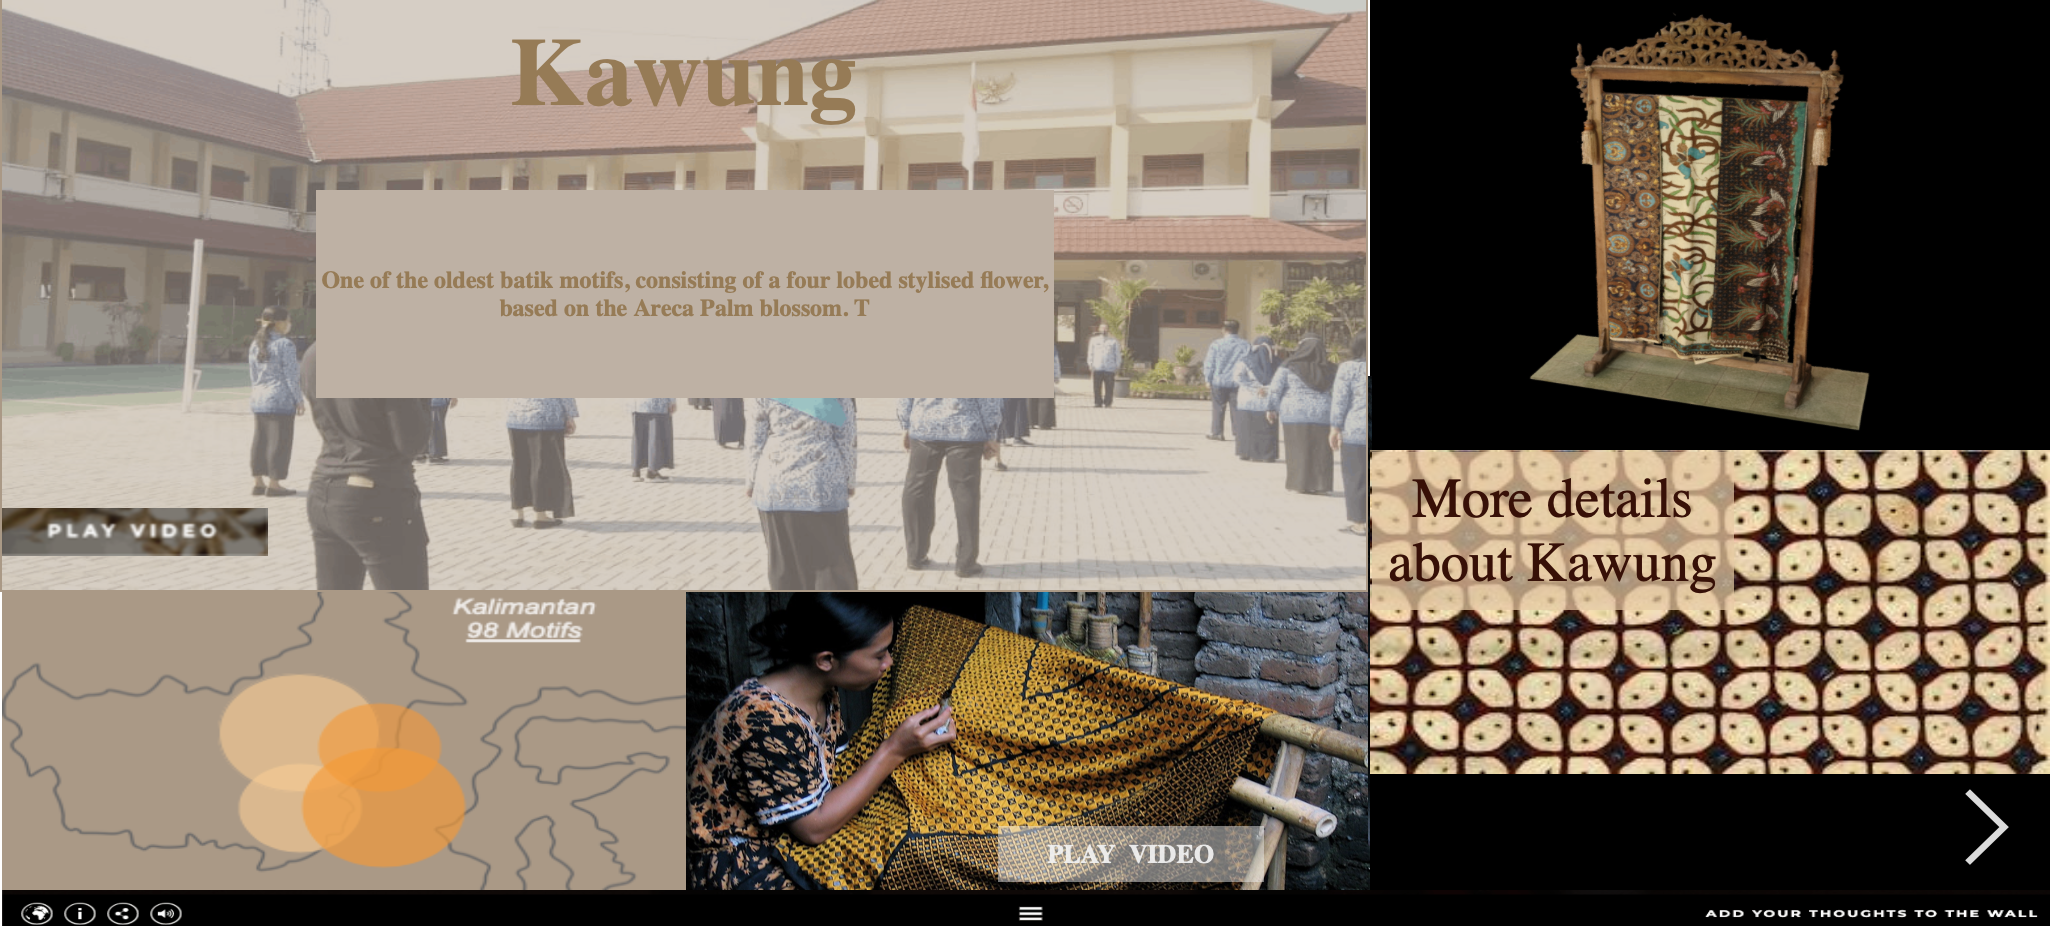 Kawung
One of the oldest batik motifs, consisting of a four lobed stylised flower,
based on the Areca Palm blossom. T
PLAY VIDEO
Kalimantan
98 Motifs
PLAY VIDEO
More details
about Kawung
ADD YOUR THOUGHTS TO THE WALL